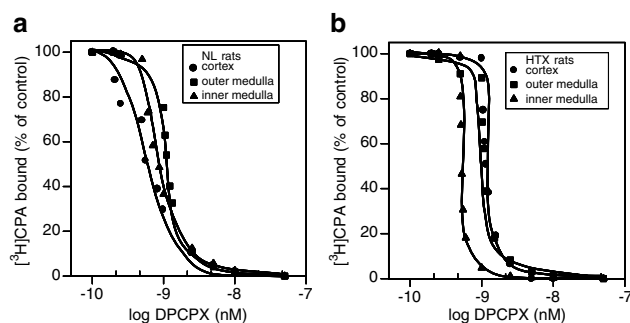 a
100
80
60
40
20
0
[³H]CPA bound (% of control)
NL rats
cortex
outer medulla
inner medulla
-10
-9
-8
-7
log DPCPX (nM)
b
100
80
60
40
20
0
[³H]CPA bound (% of control)
HTX rats
cortex
outer medulla
inner medulla
-10
-9
-8
-7
log DPCPX (nM)